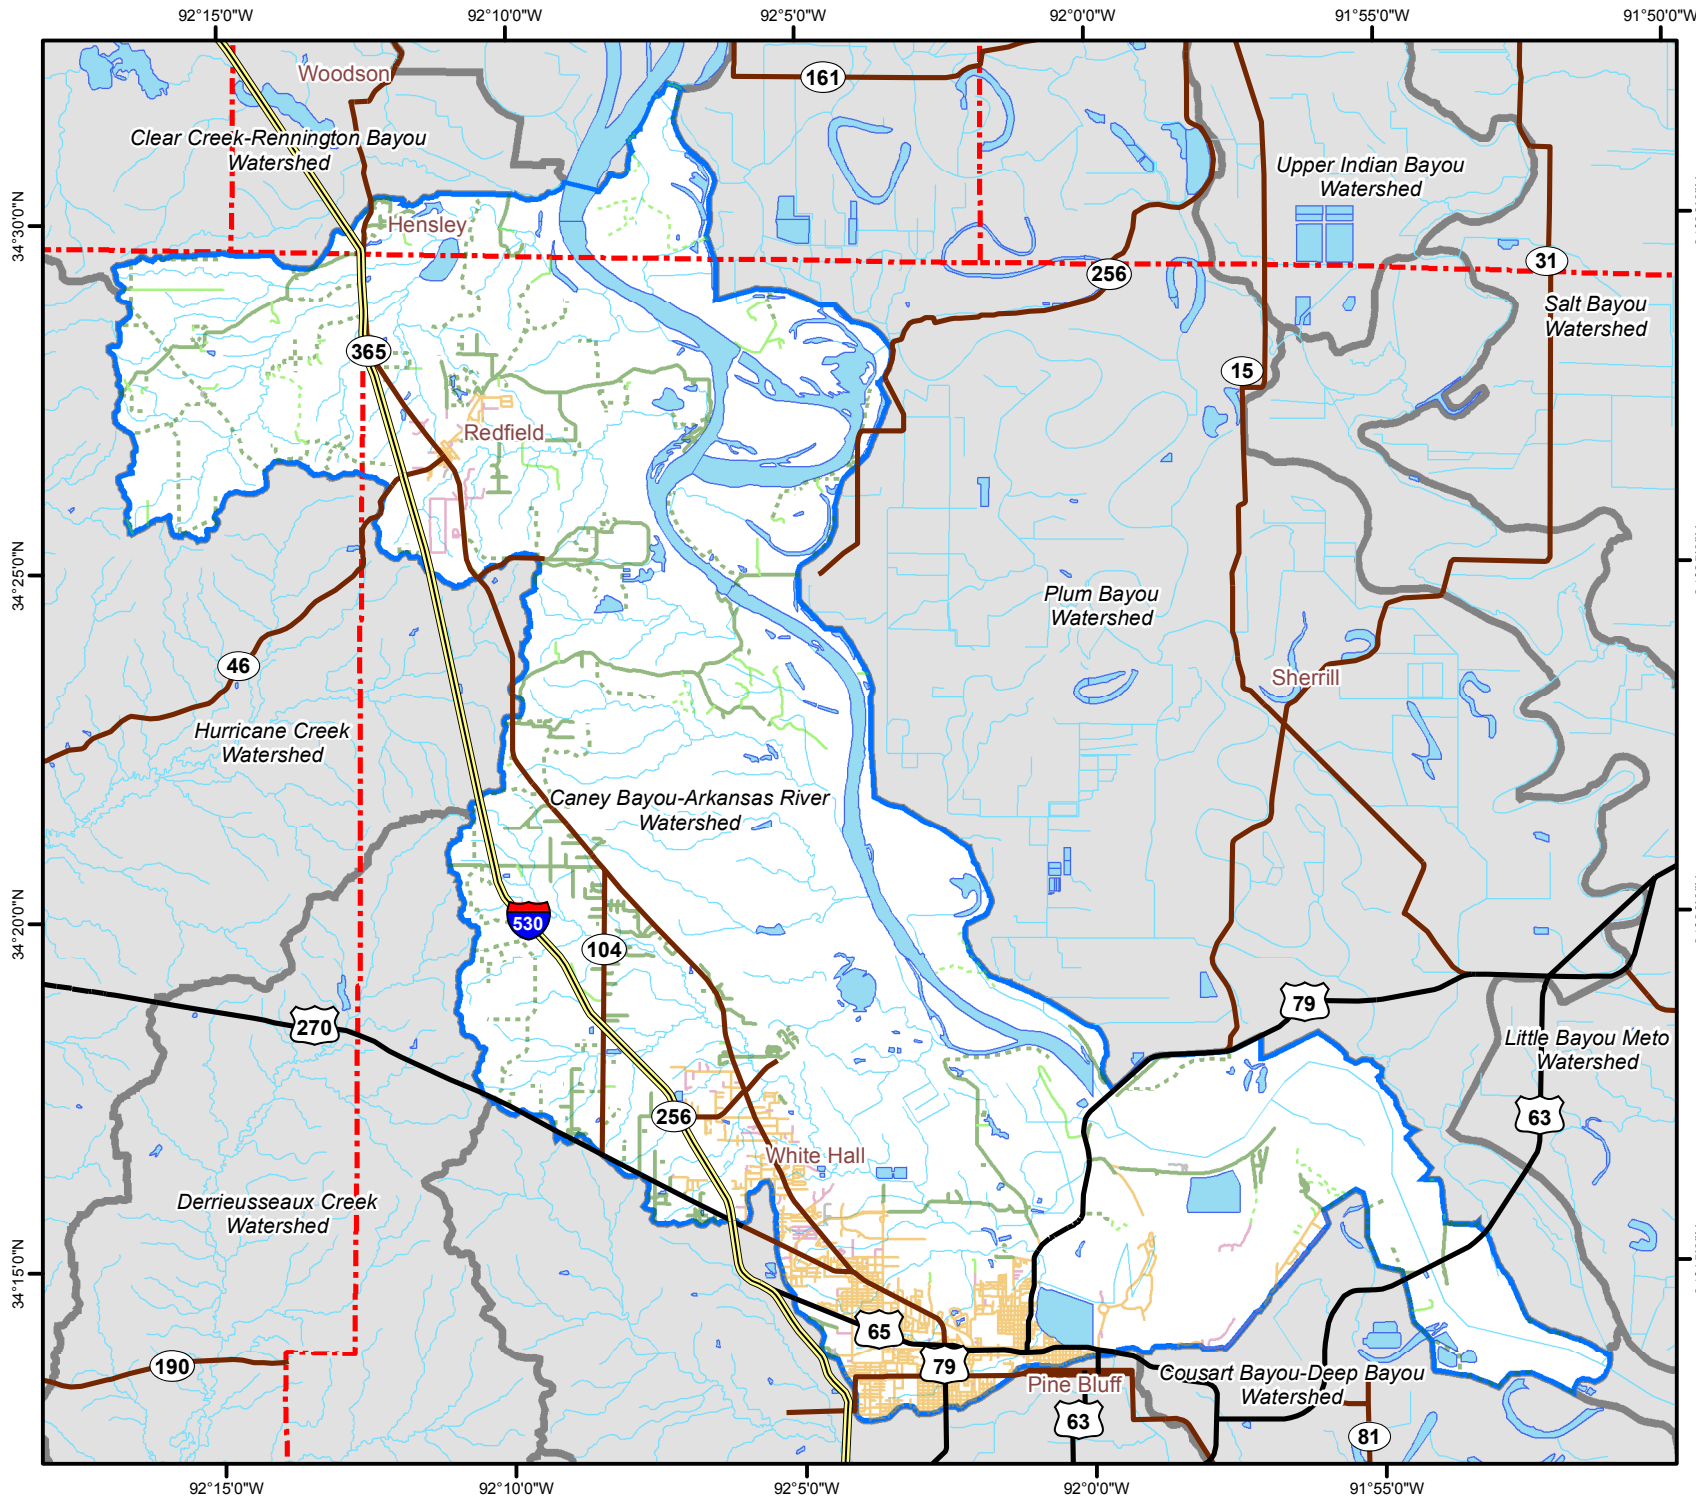 92°15'0"W
92°10'0"W
92°5'0"W
92°0'0"W
91°55'0"W
91°50'0"W
Woodson
161
Clear Creek-Rennington Bayou
Watershed
Upper Indian Bayou
Watershed
34°30'0"N
Hensley
256
31
Salt Bayou
Watershed
365
15
Redfield
34°25'0"N
Plum Bayou
Watershed
46
Sherrill
Hurricane Creek
Watershed
Caney Bayou-Arkansas River
Watershed
34°20'0"N
530
104
79
270
Little Bayou Meto
Watershed
256
63
White Hall
Derrieusseaux Creek
Watershed
34°15'0"N
65
79
190
Pine Bluff
Cousart Bayou-Deep Bayou
Watershed
63
81
92°15'0"W
92°10'0"W
92°5'0"W
92°0'0"W
91°55'0"W